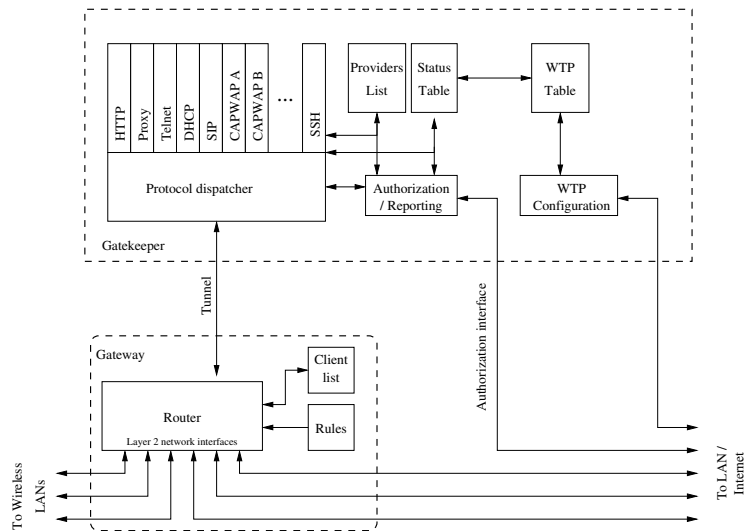 HTTP
Proxy
Telnet
DHCP
SIP
CAPWAP A
CAPWAP B
...
SSH
Providers
List
Status
Table
WTP
Table
Protocol dispatcher
Authorization
/ Reporting
WTP
Configuration
Gatekeeper
Tunnel
Authorization interface
Gateway
Client
list
Router
Layer 2 network interfaces
Rules
To Wireless
LANs
To LAN /
Internet